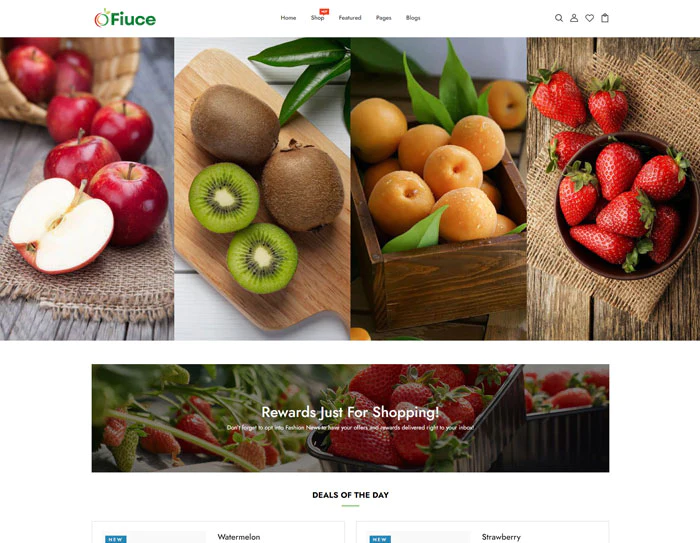 Fiuce
HOT
Home Shop Featured Pages Blogs
Rewards Just For Shopping!
Don't forget to opt into Fashion News to have your offers and rewards delivered right to your inbox!
DEALS OF THE DAY
NEW
Watermelon
NEW
Strawberry